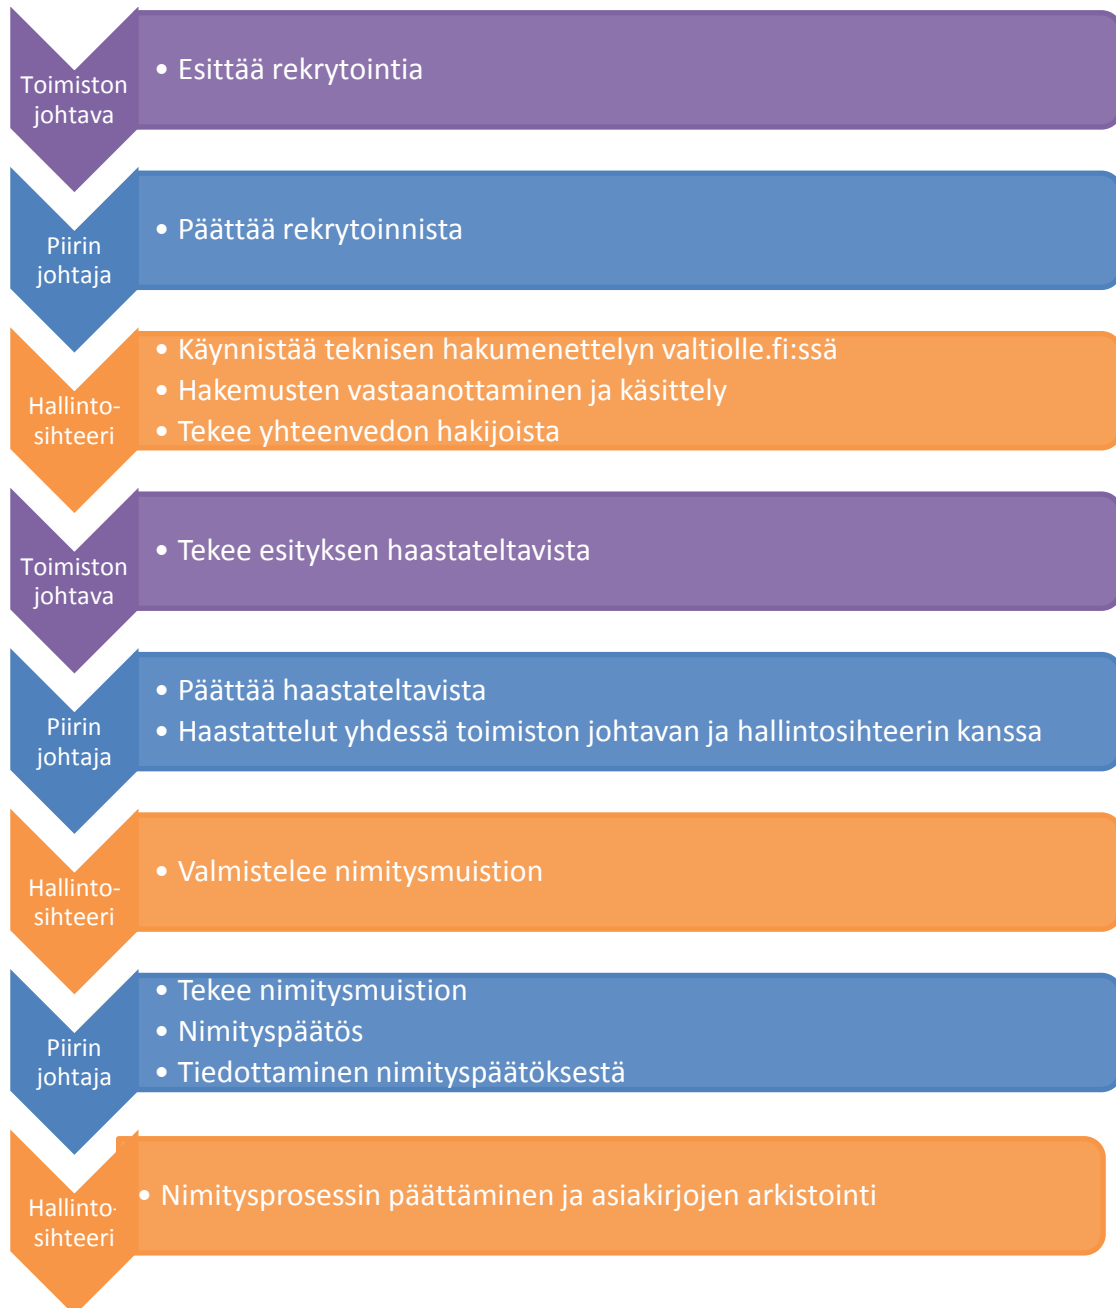 Toimiston
johtava
• Esittää rekrytointia
Piirin
johtaja
• Päättää rekrytoinnista
Hallinto-
sihteeri
• Käynnistää teknisen hakumenettelyn valtiolle.fi:ssä
• Hakemusten vastaanottaminen ja käsittely
• Tekee yhteenvedon hakijoista
Toimiston
johtava
• Tekee esityksen haastateltavista
Piirin
johtaja
• Päättää haastateltavista
• Haastattelut yhdessä toimiston johtavan ja hallintosihteerin kanssa
Hallinto-
sihteeri
• Valmistelee nimitysmuistion
Piirin
johtaja
• Tekee nimitysmuistion
• Nimityspäätös
• Tiedottaminen nimityspäätöksestä
Hallinto-
sihteeri
• Nimitysprosessin päättäminen ja asiakirjojen arkistointi